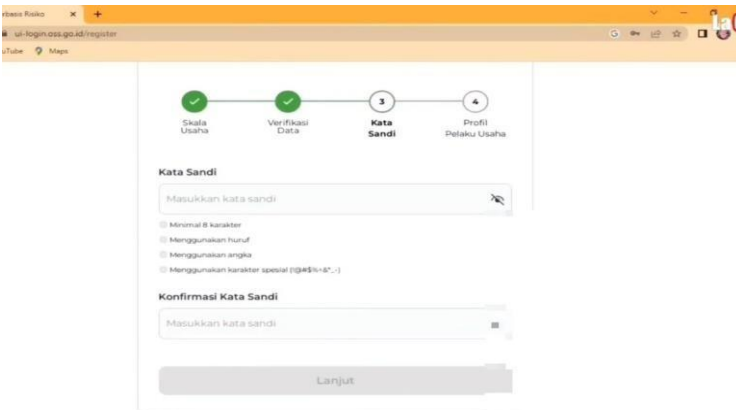 rbasis Risiko
ui-login.oss.go.id/register
uTube Maps
3 4
Skala Usaha
Verifikasi Data
Kata Sandi
Profil Pelaku Usaha
Kata Sandi
Masukkan kata sandi
Minimal 8 karakter
Menggunakan huruf
Menggunakan angka
Menggunakan karakter spesial (!@#$%^&*_-)
Konfirmasi Kata Sandi
Masukkan kata sandi
Lanjut